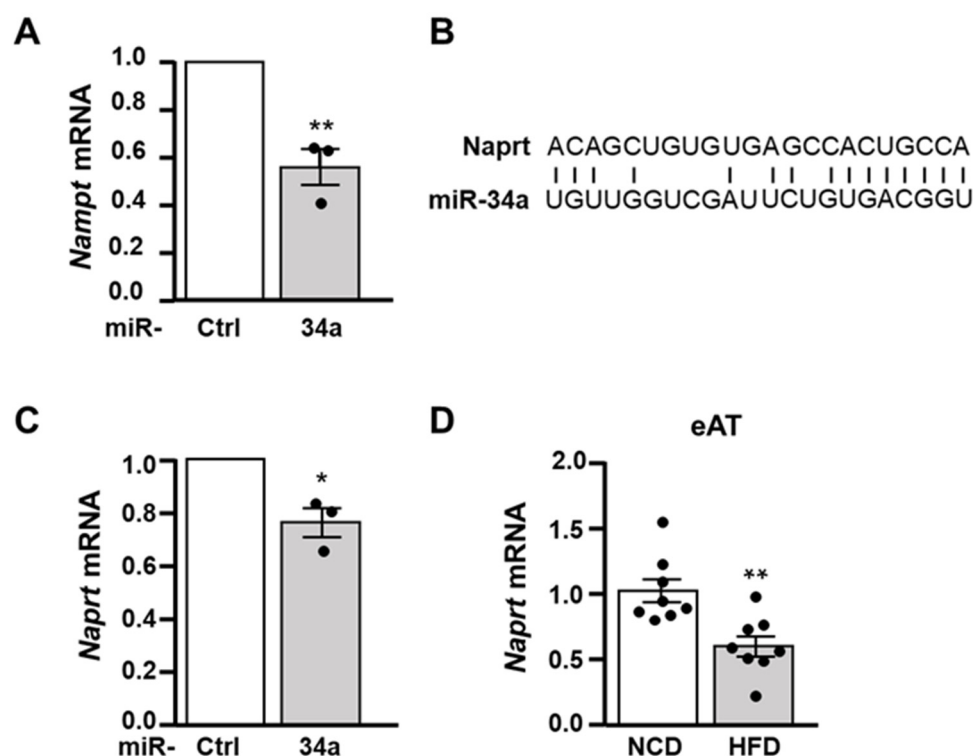 A
Nampt mRNA
1.0
0.8
0.6
0.4
0.2
0.0
**
miR- Ctrl 34a
B
Naprt ACAGCUGUGUGAGCCACUGCCA
miR-34a UGUUGGUCGAUUCUGUGACGGU
C
Naprt mRNA
1.0
0.8
0.6
0.4
0.2
0.0
*
miR- Ctrl 34a
D
eAT
Naprt mRNA
2.0
1.5
1.0
0.5
0.0
**
NCD HFD